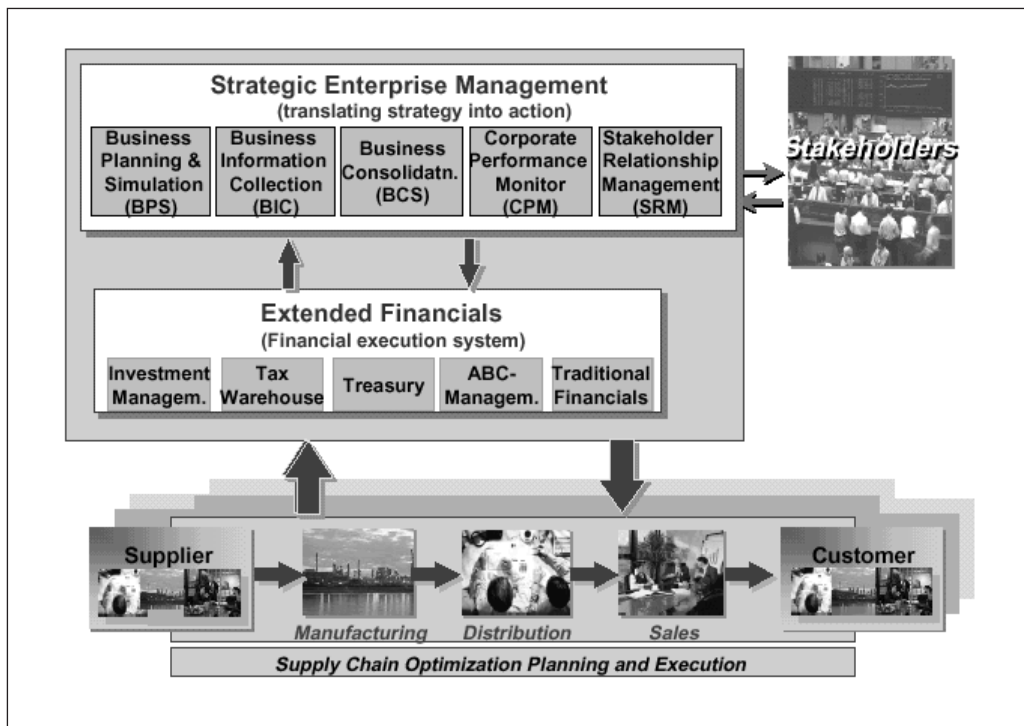 Strategic Enterprise Management
(translating strategy into action)
Business
Planning &
Simulation
(BPS)
Business
Information
Collection
(BIC)
Business
Consolidatn.
(BCS)
Corporate
Performance
Monitor
(CPM)
Stakeholder
Relationship
Management
(SRM)
Stakeholders
Extended Financials
(Financial execution system)
Investment
Managem.
Tax
Warehouse
Treasury
ABC-
Managem.
Traditional
Financials
Supplier
Customer
Manufacturing
Distribution
Sales
Supply Chain Optimization Planning and Execution